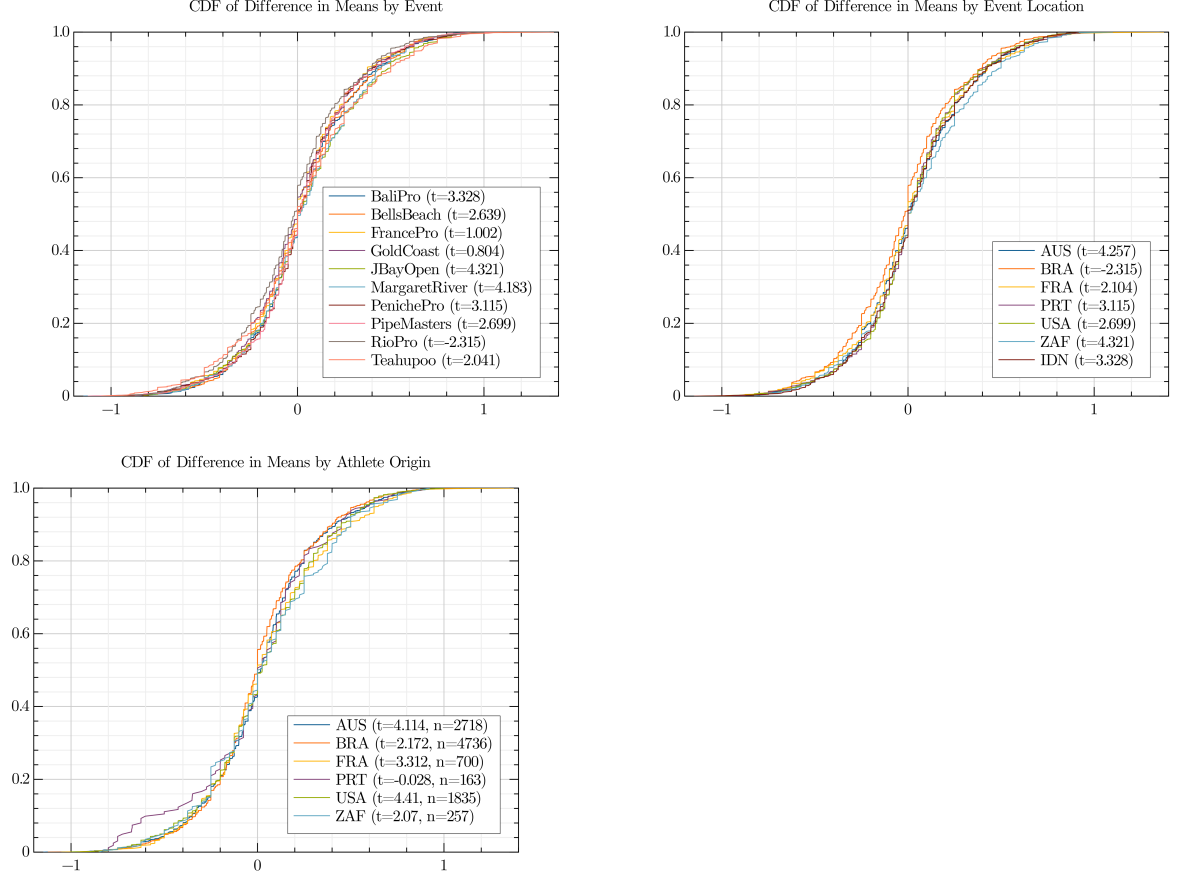 CDF of Difference in Means by Event
1.0
0.8
0.6
0.4
0.2
0
−1
0
1
BaliPro (t=3.328)
BellsBeach (t=2.639)
FrancePro (t=1.002)
GoldCoast (t=0.804)
JBayOpen (t=4.321)
MargaretRiver (t=4.183)
PenichePro (t=3.115)
PipeMasters (t=2.699)
RioPro (t=-2.315)
Teahupoo (t=2.041)
CDF of Difference in Means by Event Location
1.0
0.8
0.6
0.4
0.2
0
−1
0
1
AUS (t=4.257)
BRA (t=-2.315)
FRA (t=2.104)
PRT (t=3.115)
USA (t=2.699)
ZAF (t=4.321)
IDN (t=3.328)
CDF of Difference in Means by Athlete Origin
1.0
0.8
0.6
0.4
0.2
0
−1
0
1
AUS (t=4.114, n=2718)
BRA (t=2.172, n=4736)
FRA (t=3.312, n=700)
PRT (t=-0.028, n=163)
USA (t=4.41, n=1835)
ZAF (t=2.07, n=257)